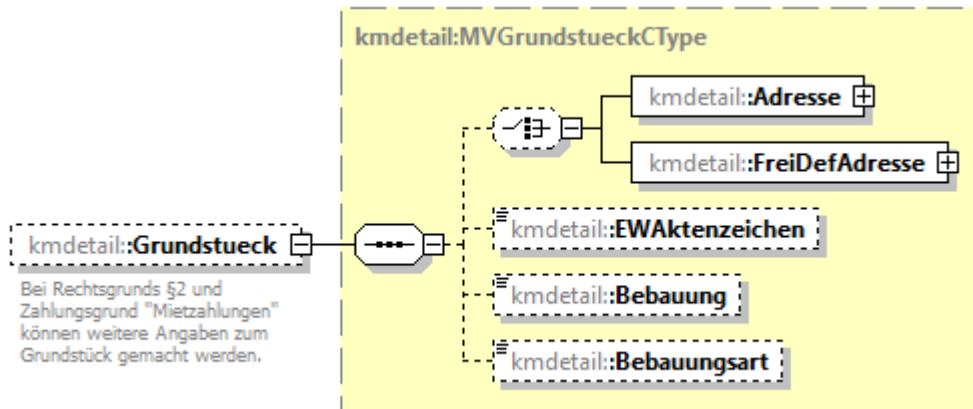 kmdetail:MVGrundstueckCType
kmdetail::Adresse
kmdetail::FreiDefAdresse
kmdetail::EWAktenzeichen
kmdetail::Grundstueck
Bei Rechtsgrunds §2 und
Zahlungsgrund "Mietzahlungen"
können weitere Angaben zum
Grundstück gemacht werden.
kmdetail::Bebauung
kmdetail::Bebauungsart